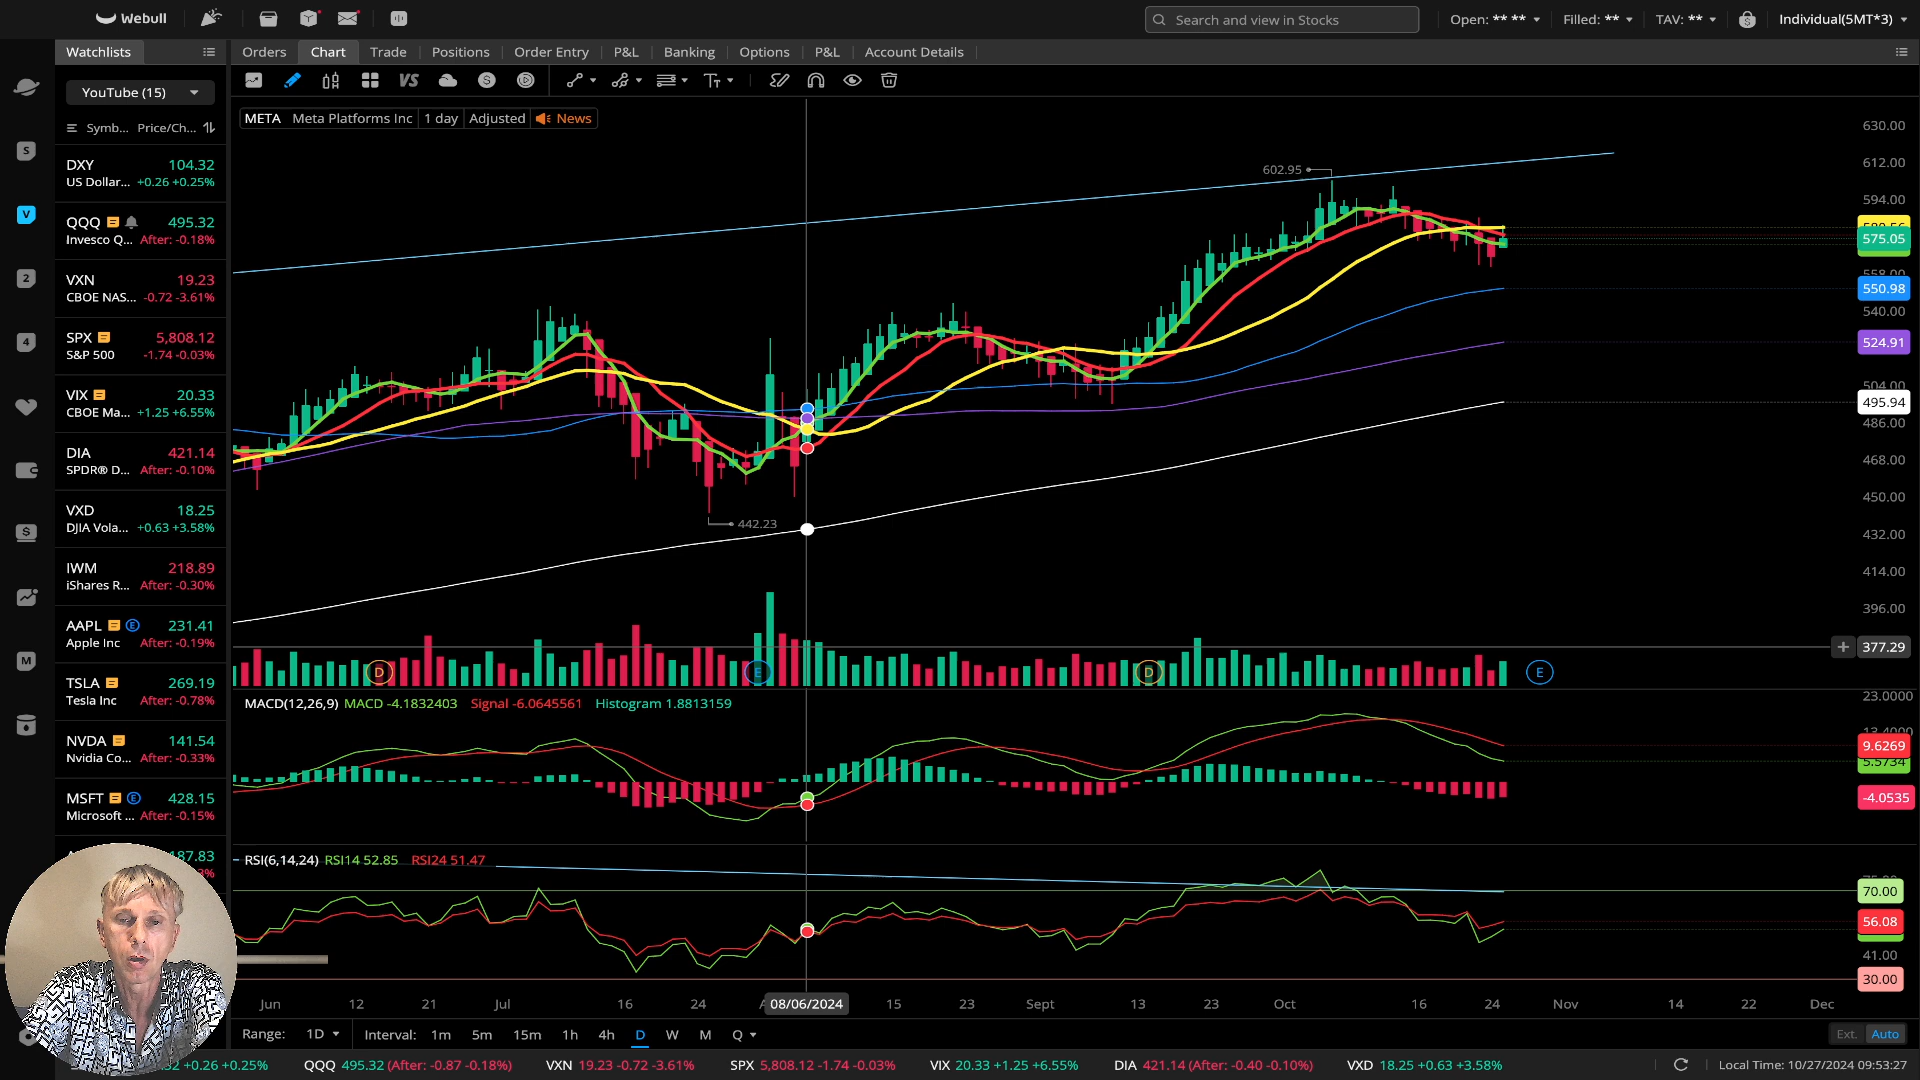 Webull
Search and view in Stocks
Open: ** **
Filled: **
TAV: **
Individual(5MT*3)
Watchlists
Orders Chart Trade Positions Order Entry P&L Banking Options P&L Account Details
YouTube (15)
VS
Symb... Price/Ch...
META Meta Platforms Inc 1 day Adjusted News
DXY 104.32
US Dollar... +0.26 +0.25%
QQQ 495.32
Invesco Q... After: -0.18%
VXN 19.23
CBOE NAS... -0.72 -3.61%
SPX 5,808.12
S&P 500 -1.74 -0.03%
VIX 20.33
CBOE Ma... +1.25 +6.55%
DIA 421.14
SPDR® D... After: -0.10%
VXD 18.25
DJIA Vola... +0.63 +3.58%
IWM 218.89
iShares R... After: -0.30%
AAPL E 231.41
Apple Inc After: -0.19%
TSLA 269.19
Tesla Inc After: -0.78%
NVDA 141.54
Nvidia Co... After: -0.33%
MSFT E 428.15
Microsoft ... After: -0.15%
187.83
602.95
442.23
630.00
612.00
594.00
575.05
550.98
540.00
524.91
504.00
495.94
486.00
468.00
450.00
432.00
414.00
396.00
377.29
D E D E
MACD(12,26,9) MACD -4.1832403 Signal -6.0645561 Histogram 1.8813159
23.0000
9.6269
5.5734
-4.0535
RSI(6,14,24) RSI14 52.85 RSI24 51.47
70.00
56.08
41.00
30.00
Jun 12 21 Jul 16 24 08/06/2024 15 23 Sept 13 23 Oct 16 24 Nov 14 22 Dec
Range: 1D Interval: 1m 5m 15m 1h 4h D W M Q
Ext. Auto
+0.26 +0.25% QQQ 495.32 (After: -0.87 -0.18%) VXN 19.23 -0.72 -3.61% SPX 5,808.12 -1.74 -0.03% VIX 20.33 +1.25 +6.55% DIA 421.14 (After: -0.40 -0.10%) VXD 18.25 +0.63 +3.58%
Local Time: 10/27/2024 09:53:27